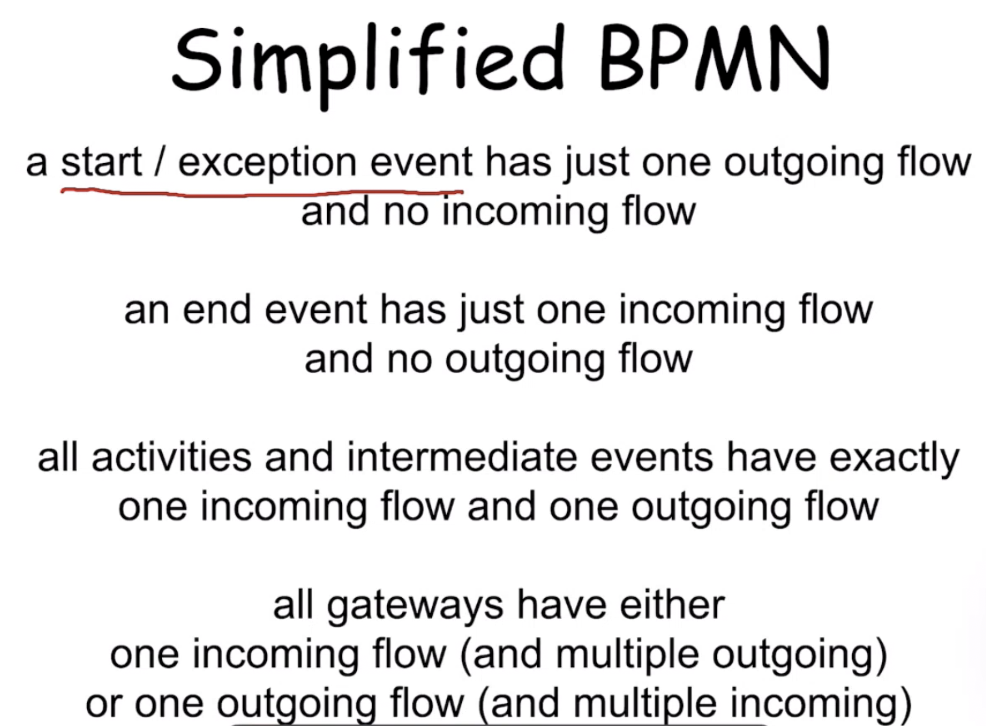 Simplified BPMN
a start / exception event has just one outgoing flow
and no incoming flow
an end event has just one incoming flow
and no outgoing flow
all activities and intermediate events have exactly
one incoming flow and one outgoing flow
all gateways have either
one incoming flow (and multiple outgoing)
or one outgoing flow (and multiple incoming)